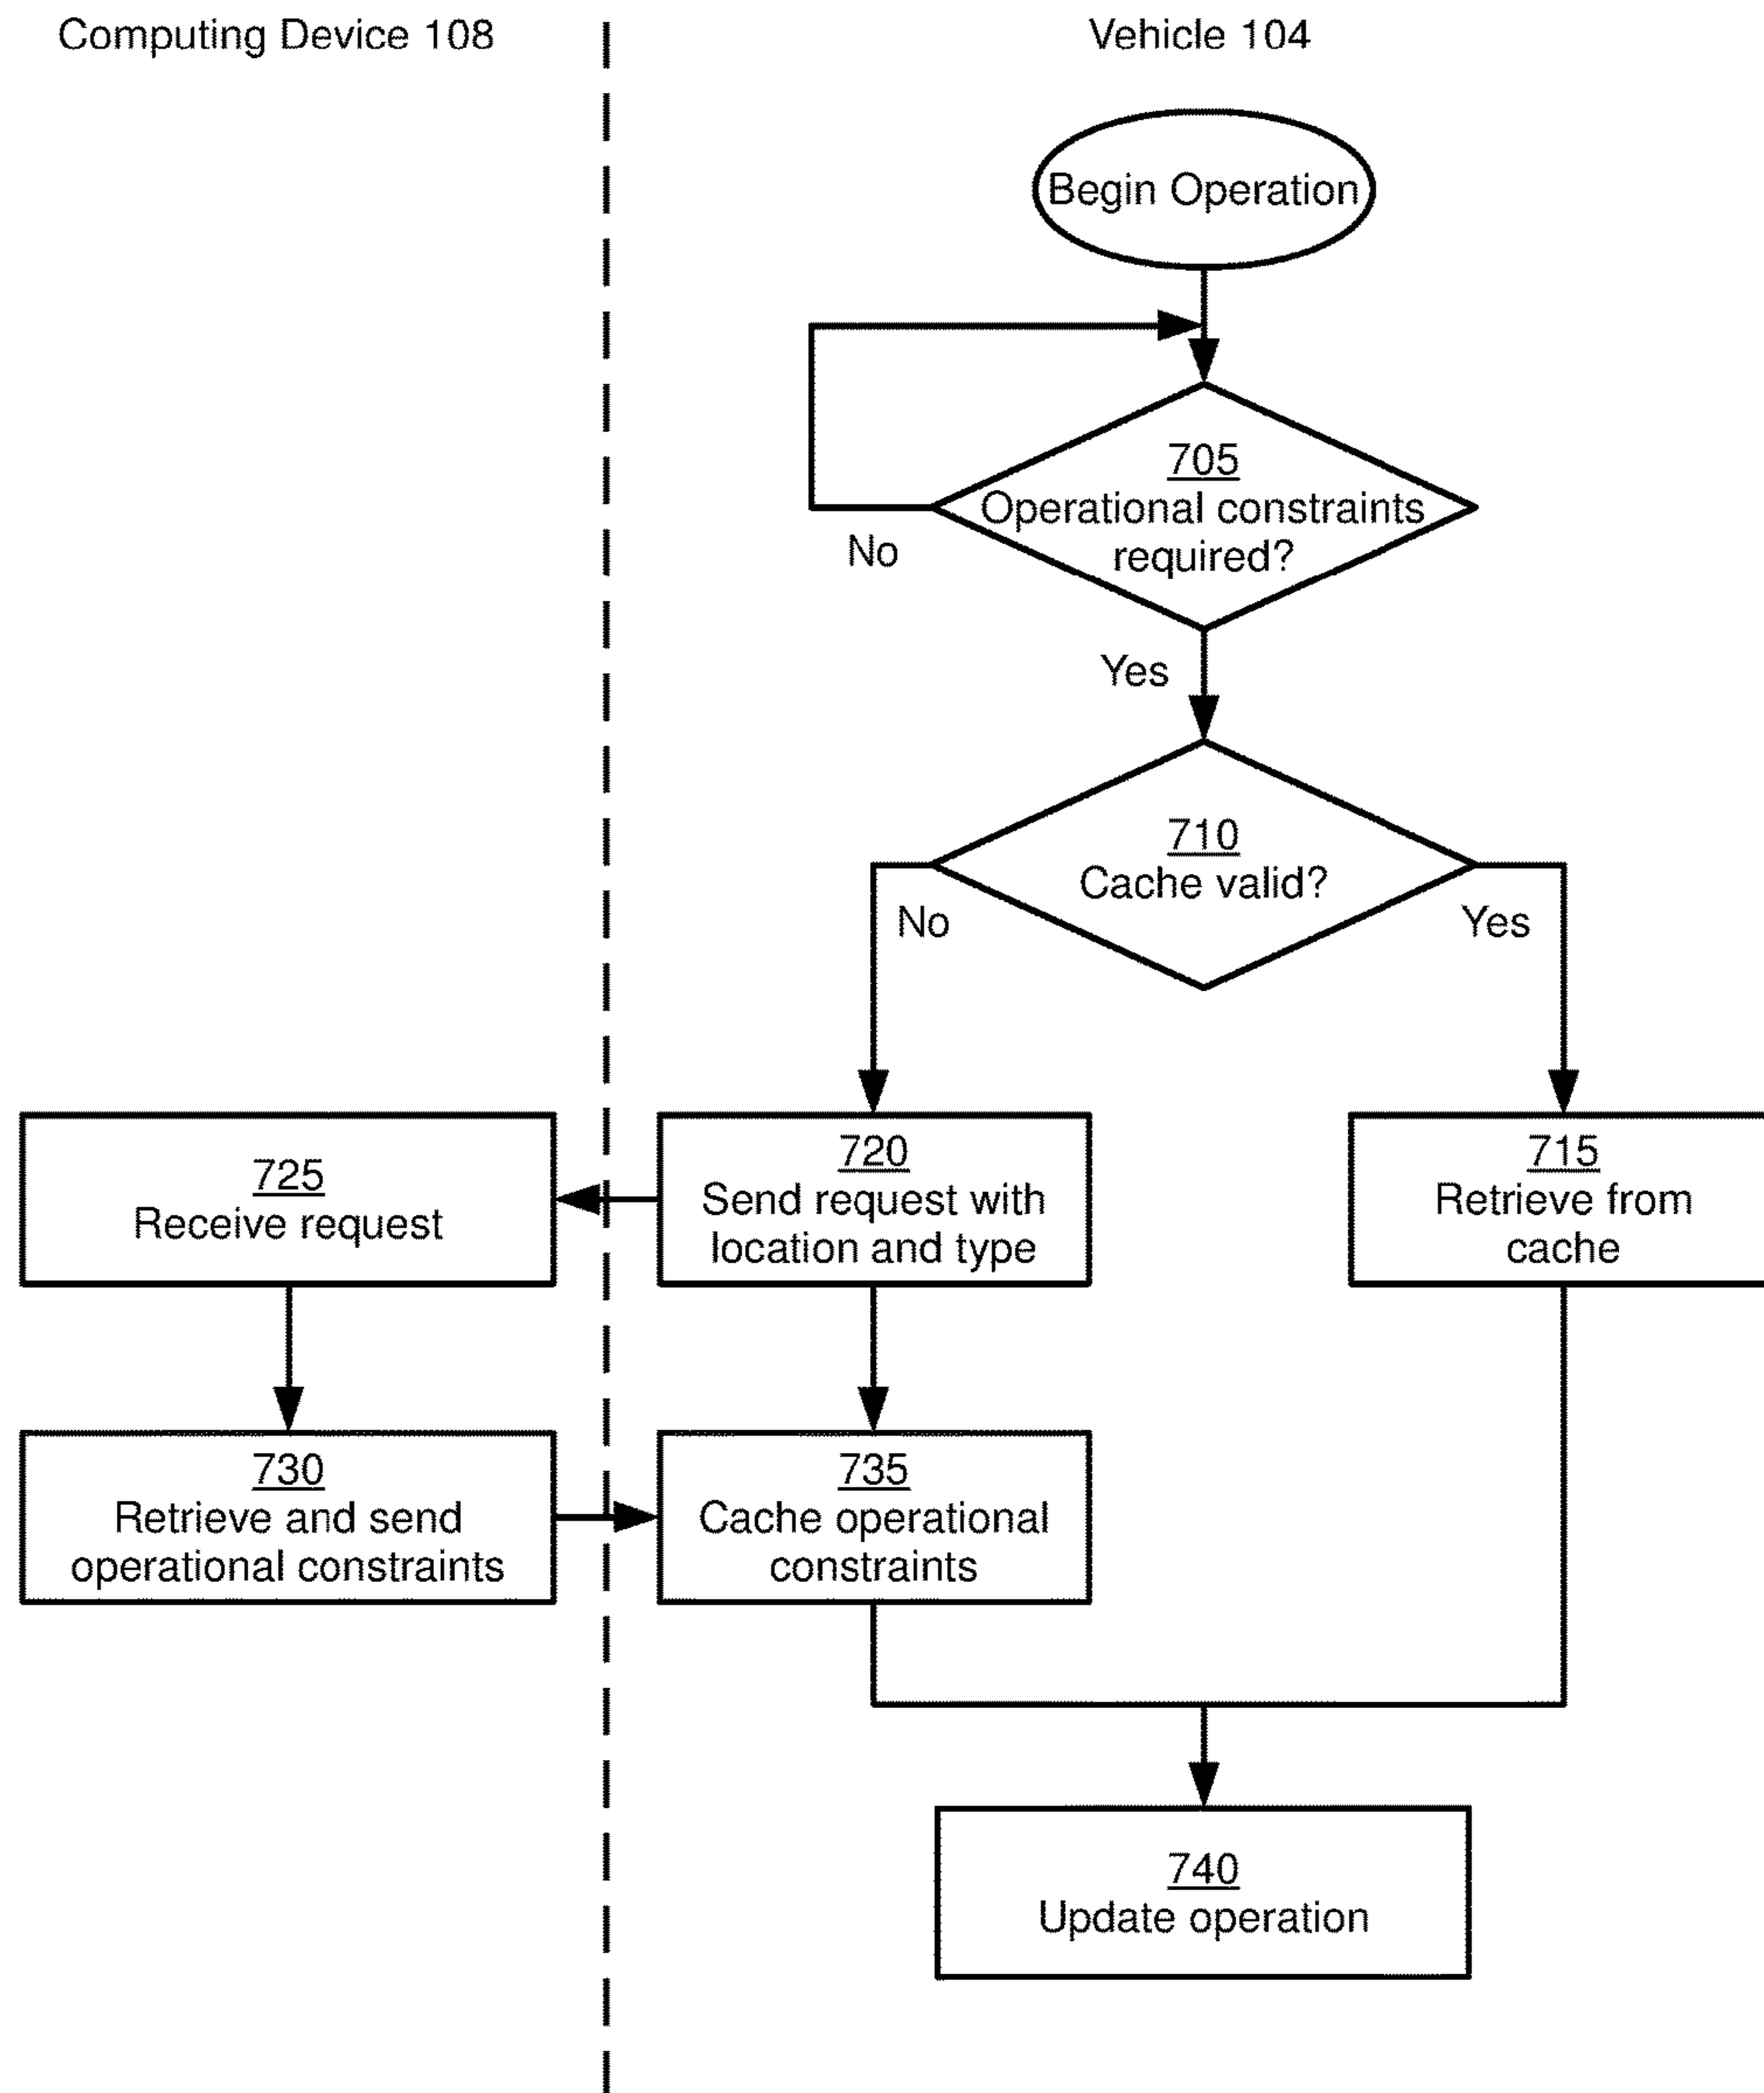 Computing Device 108
Vehicle 104
Begin Operation
705
Operational constraints
required?
No
Yes
710
Cache valid?
No
Yes
725
Receive request
720
Send request with
location and type
715
Retrieve from
cache
730
Retrieve and send
operational constraints
735
Cache operational
constraints
740
Update operation